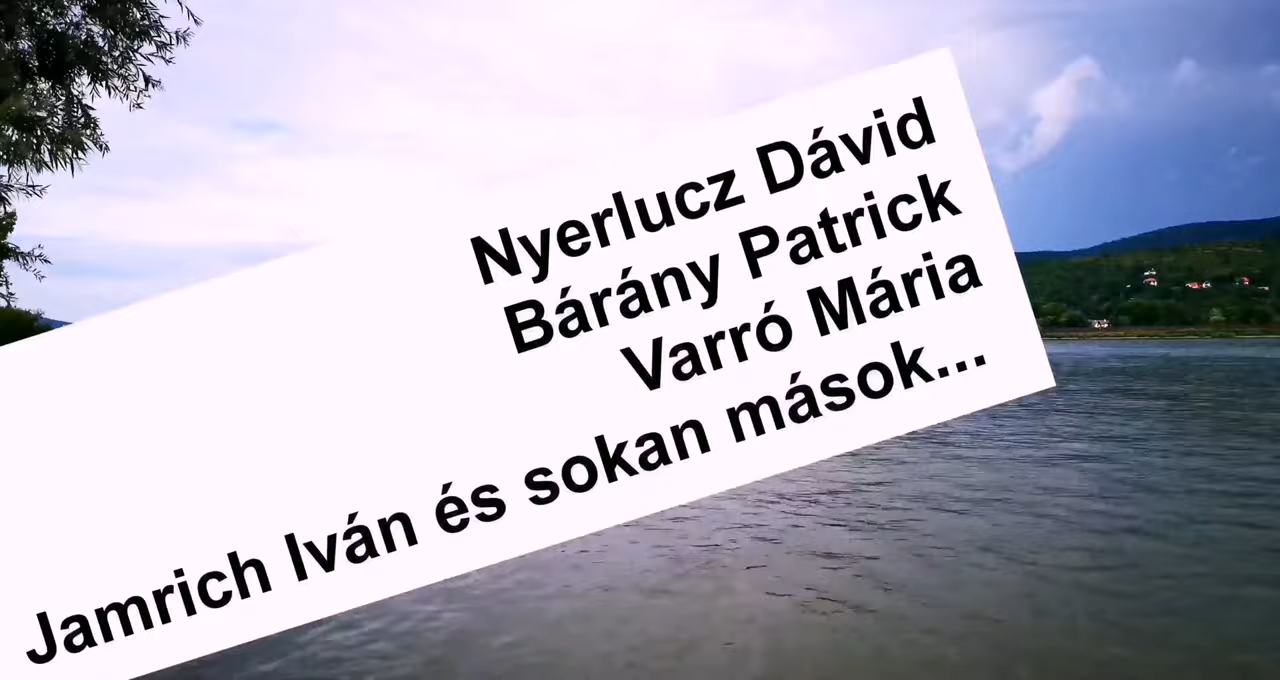 Nyerlucz Dávid
Bárány Patrick
Varró Mária
Jamrich Iván és sokan mások...